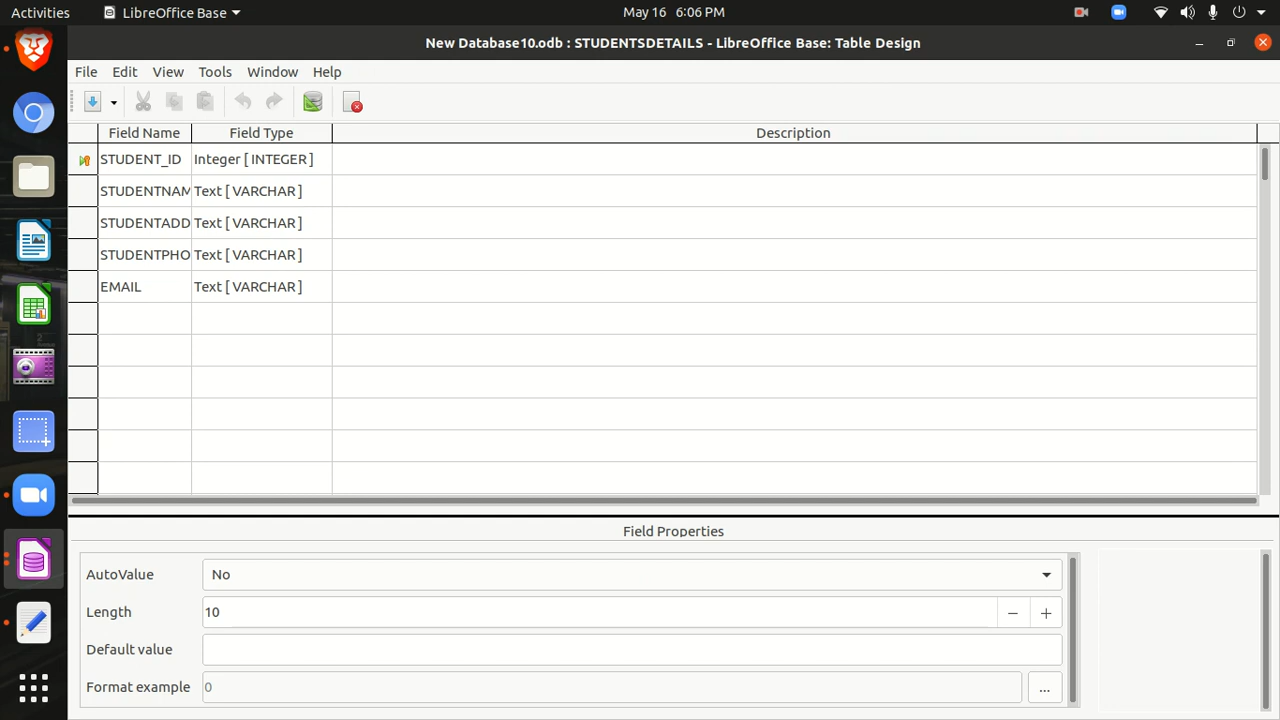 Activities LibreOffice Base May 16 6:06 PM
New Database10.odb : STUDENTSDETAILS - LibreOffice Base: Table Design
File Edit View Tools Window Help
Field Name Field Type Description
STUDENT_ID Integer [ INTEGER ]
STUDENTNAM Text [ VARCHAR ]
STUDENTADD Text [ VARCHAR ]
STUDENTPHO Text [ VARCHAR ]
EMAIL Text [ VARCHAR ]
Field Properties
AutoValue No
Length 10
Default value
Format example 0 ...